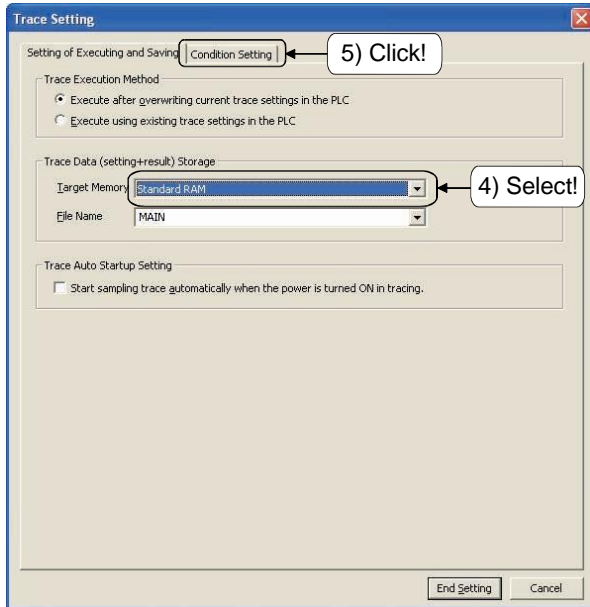 Trace Setting
Setting of Executing and Saving Condition Setting 5) Click!
Trace Execution Method
Execute after overwriting current trace settings in the PLC
Execute using existing trace settings in the PLC
Trace Data (setting+result) Storage
Target Memory Standard RAM 4) Select!
File Name MAIN
Trace Auto Startup Setting
Start sampling trace automatically when the power is turned ON in tracing.
End Setting Cancel